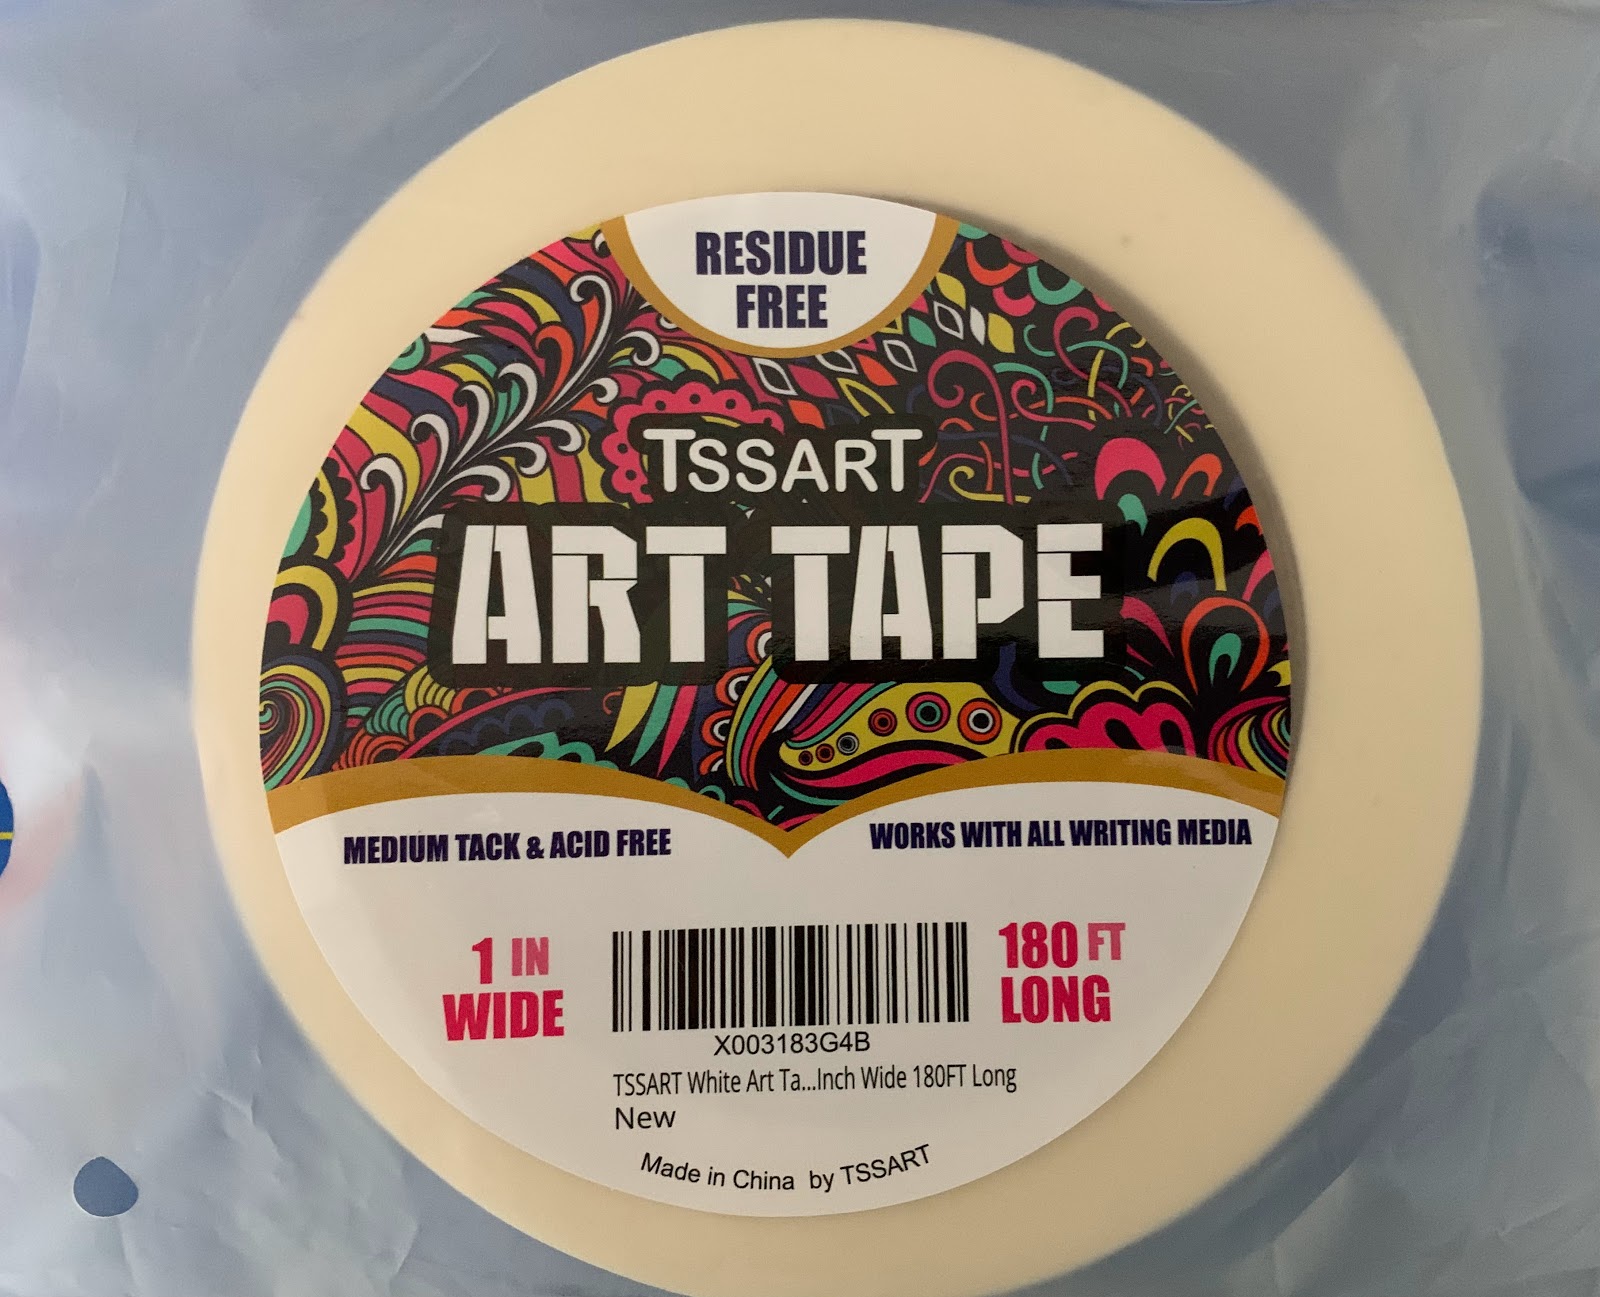 RESIDUE
FREE
TSSART
ART TAPE
MEDIUM TACK & ACID FREE
WORKS WITH ALL WRITING MEDIA
1 IN
WIDE
180 FT
LONG
X003183G4B
TSSART White Art Ta...Inch Wide 180FT Long
New
Made in China by TSSART